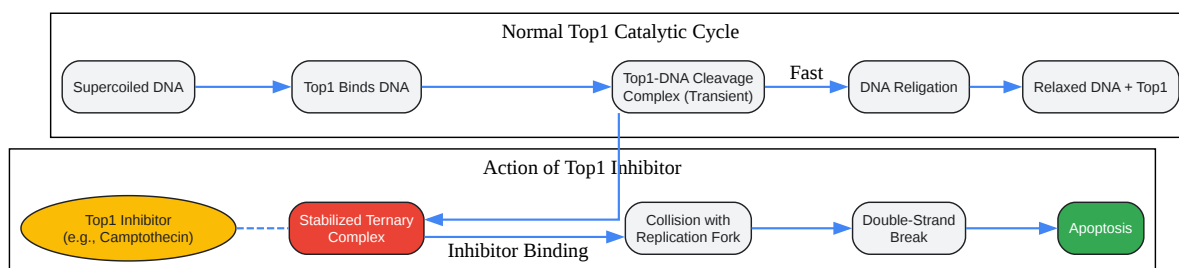 Normal Top1 Catalytic Cycle
Supercoiled DNA
Top1 Binds DNA
Top1-DNA Cleavage
Complex (Transient)
Fast
DNA Religation
Relaxed DNA + Top1
Action of Top1 Inhibitor
Top1 Inhibitor
(e.g., Camptothecin)
Stabilized Ternary
Complex
Inhibitor Binding
Collision with
Replication Fork
Double-Strand
Break
Apoptosis